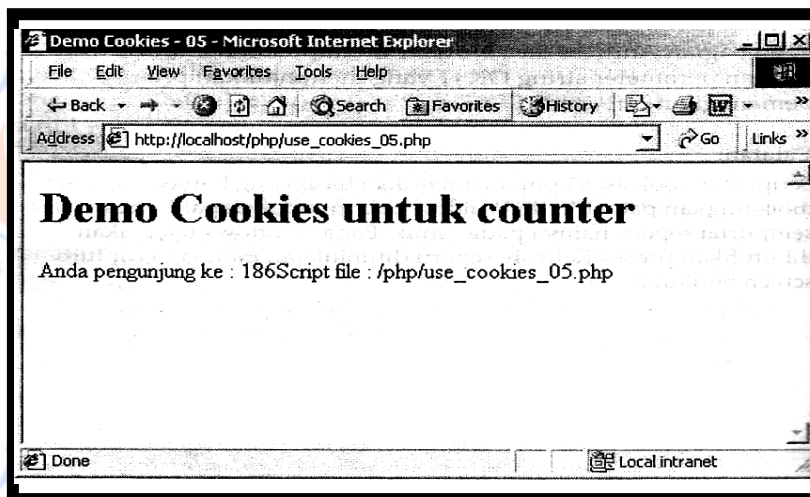 Demo Cookies - 05 - Microsoft Internet Explorer
File Edit View Favorites Tools Help
Back Search Favorites History
Address http://localhost/php/use_cookies_05.php Go Links »
Demo Cookies untuk counter
Anda pengunjung ke : 186Script file : /php/use_cookies_05.php
Done Local intranet